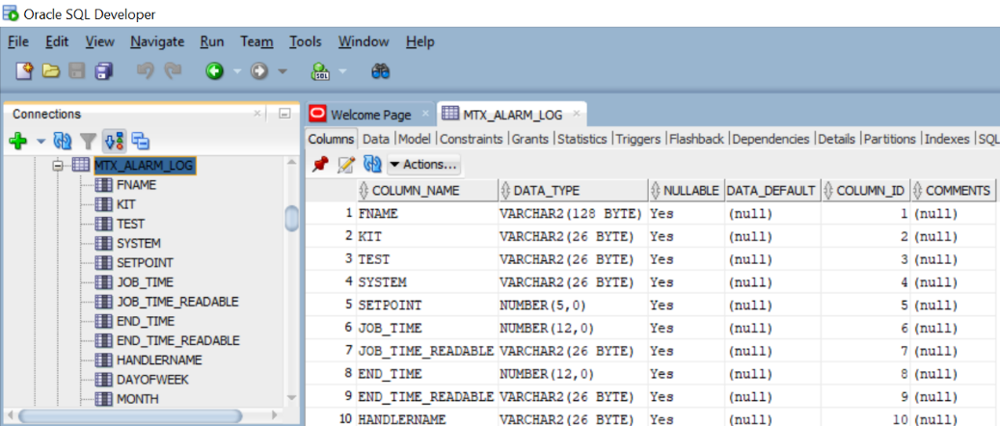 Oracle SQL Developer
File Edit View Navigate Run Team Tools Window Help
SQL
Connections
MTX_ALARM_LOG
FNAME
KIT
TEST
SYSTEM
SETPOINT
JOB_TIME
JOB_TIME_READABLE
END_TIME
END_TIME_READABLE
HANDLERNAME
DAYOFWEEK
MONTH
Welcome Page MTX_ALARM_LOG
Columns Data Model Constraints Grants Statistics Triggers Flashback Dependencies Details Partitions Indexes SQL
Actions...
COLUMN_NAME DATA_TYPE NULLABLE DATA_DEFAULT COLUMN_ID COMMENTS
1 FNAME VARCHAR2(128 BYTE) Yes (null) 1 (null)
2 KIT VARCHAR2(26 BYTE) Yes (null) 2 (null)
3 TEST VARCHAR2(26 BYTE) Yes (null) 3 (null)
4 SYSTEM VARCHAR2(26 BYTE) Yes (null) 4 (null)
5 SETPOINT NUMBER(5,0) Yes (null) 5 (null)
6 JOB_TIME NUMBER(12,0) Yes (null) 6 (null)
7 JOB_TIME_READABLE VARCHAR2(26 BYTE) Yes (null) 7 (null)
8 END_TIME NUMBER(12,0) Yes (null) 8 (null)
9 END_TIME_READABLE VARCHAR2(26 BYTE) Yes (null) 9 (null)
10 HANDLERNAME VARCHAR2(26 BYTE) Yes (null) 10 (null)